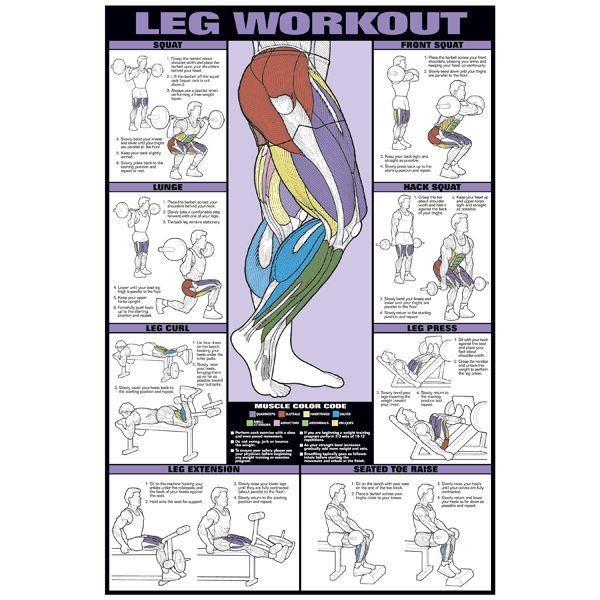 LEG WORKOUT
SQUAT
1. Grasp the barbell about
shoulder width and place the
barbell upon your shoulders
behind your head.
2. Lift the barbell off the squat
rack (squat rack is not
shown).
3. Always use a spotter when
performing a free weight
squat.
4. Slowly bend your knees
and lower until your thighs
are parallel to the floor.
5. Keep your back slightly
arched.
6. Slowly press back to the
starting position and
repeat or rest.
FRONT SQUAT
1. Place the barbell across your front
shoulders, crossing your arms, and
keeping your head up continually.
2. Slowly bend down until your thighs
are parallel to the floor.
3. Keep your back tight and
straight as possible.
4. Slowly press back up to the
starting position and repeat.
LUNGE
1. Place the barbell across your
shoulders behind your neck.
2. Slowly take a comfortable step
forward with one of your legs.
3. The back leg remains stationary.
4. Lower until your lead leg
thigh is parallel to the floor.
5. Keep your upper
torso upright.
6. Forcefully push back
up to the starting
position and repeat.
HACK SQUAT
1. Grasp the bar
about shoulder
width and rest it
against the back
of your thighs.
2. Keep your head up and
upper torso tight
and straight
as possible.
3. Slowly bend your knees and
lower until your thighs are
parallel to the floor.
4. Slowly return to the starting
position and repeat.
LEG CURL
1. Lie face down
on the bench,
hooking your
heels under the
roller pads.
2. Slowly raise
your heels,
bringing them
as far as
possible toward
your buttocks.
3. Slowly lower your heels back to
the starting position and repeat.
LEG PRESS
1. Sit with your back
against the seat and
place your feet
about shoulder
width.
2. Grasp the handles
and unlock the
weight to perform
the leg press.
3. Slowly bend
your legs
lowering the
weight toward
your chest.
4. Slowly return to
the starting
position and
repeat.
MUSCLE COLOR CODE
QUADRICEPS GLUTEALS HAMSTRINGS CALVES
ANKLE EXTENSORS ADDUCTORS ABDOMINALS OBLIQUES
Perform each exercise with a slow
and even paced movement.
Do not swing, jerk or bounce
the weight.
To ensure your safety please see
your physician before beginning
any weight training or exercise
program.
If you are beginning a weight training
program perform 2-3 sets of 10-12
repetitions.
As your strength level increases
gradually add more weight and sets.
Breathing typically goes as follows:
inhale before starting the
movement and exhale at the finish.
LEG EXTENSION
1. Sit on the machine hooking your
ankles under the rotopads, and
the back of your knees against
the seat.
2. Hold onto the seat for support.
3. Slowly raise your lower legs
until they are fully contracted
(about parallel to the floor).
4. Slowly return to the starting
position and repeat.
SEATED TOE RAISE
1. Sit on the bench with your toes
on the end of the toe block.
2. Place a barbell across your
thighs close to your knees.
3. Slowly raise your heels
until your calves are fully
contracted.
4. Slowly return and lower
your heels as far down as
possible and repeat.